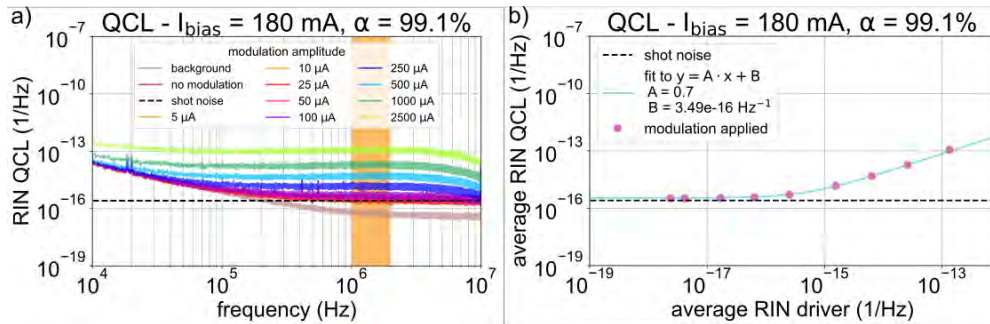 a) QCL - I_bias = 180 mA, α = 99.1%
10⁻⁷
10⁻¹⁰
10⁻¹³
10⁻¹⁶
10⁻¹⁹
RIN QCL (1/Hz)
modulation amplitude
background
no modulation
shot noise
5 µA
10 µA
25 µA
50 µA
100 µA
250 µA
500 µA
1000 µA
2500 µA
10⁴ 10⁵ 10⁶ 10⁷
frequency (Hz)
b) QCL - I_bias = 180 mA, α = 99.1%
10⁻⁷
10⁻¹⁰
10⁻¹³
10⁻¹⁶
10⁻¹⁹
average RIN QCL (1/Hz)
shot noise
fit to y = A · x + B
A = 0.7
B = 3.49e-16 Hz⁻¹
modulation applied
10⁻¹⁹ 10⁻¹⁷ 10⁻¹⁵ 10⁻¹³
average RIN driver (1/Hz)